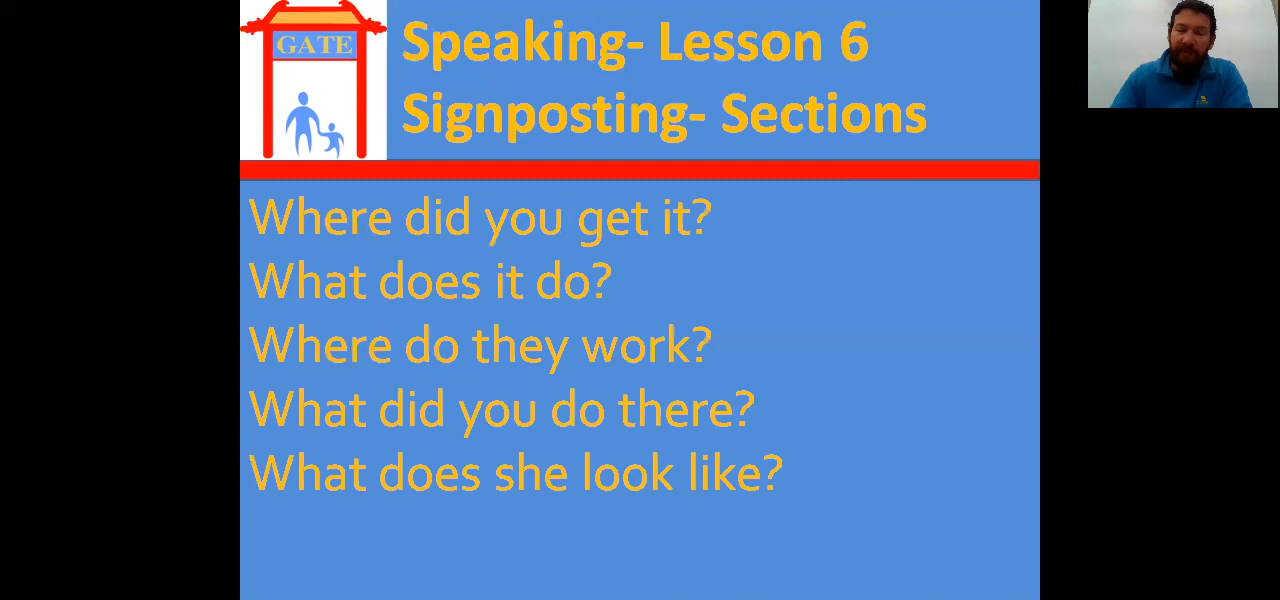 GATE
Speaking- Lesson 6
Signposting- Sections
Where did you get it?
What does it do?
Where do they work?
What did you do there?
What does she look like?